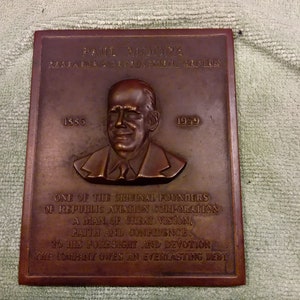 PAUL MOORE
1885 1959
ONE OF THE ORIGINAL FOUNDERS
OF REPUBLIC AVIATION CORPORATION
A MAN OF GREAT VISION,
FAITH AND CONFIDENCE
TO HIS FORESIGHT AND DEVOTION
THE COMPANY OWES AN EVERLASTING DEBT